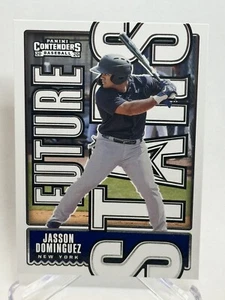 PANINI
CONTENDERS
BASEBALL
FUTURE
STARS
JASSON
DOMINGUEZ
NEW YORK